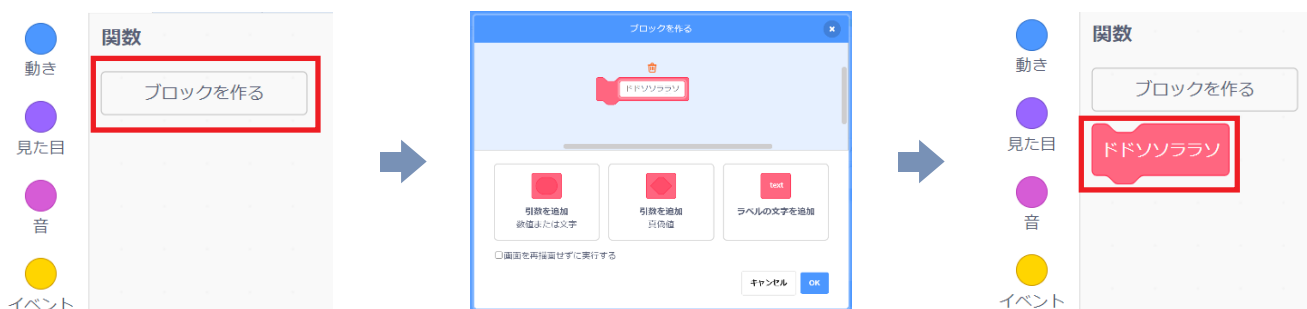 動き
見た目
音
イベント
関数
ブロックを作る
ブロックを作る
ドドソソララソ
引数を追加
数値または文字
引数を追加
真偽値
text
ラベルの文字を追加
画面を再描画せずに実行する
キャンセル
OK
動き
見た目
音
イベント
関数
ブロックを作る
ドドソソララソ